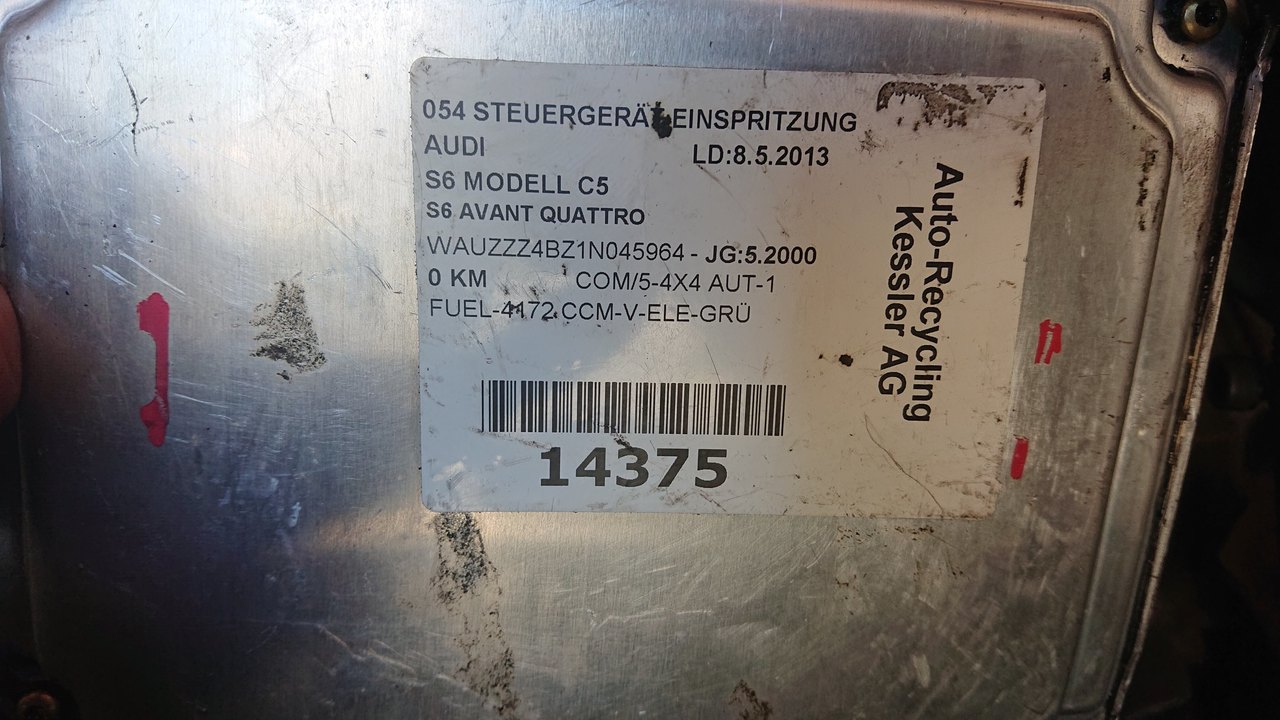 054 STEUERGERÄT EINSPRITZUNG
AUDI LD:8.5.2013
S6 MODELL C5
S6 AVANT QUATTRO
WAUZZZ4BZ1N045964 - JG:5.2000
0 KM COM/5-4X4 AUT-1
FUEL-4172.CCM-V-ELE-GRÜ
14375
Auto-Recycling
Kessler AG